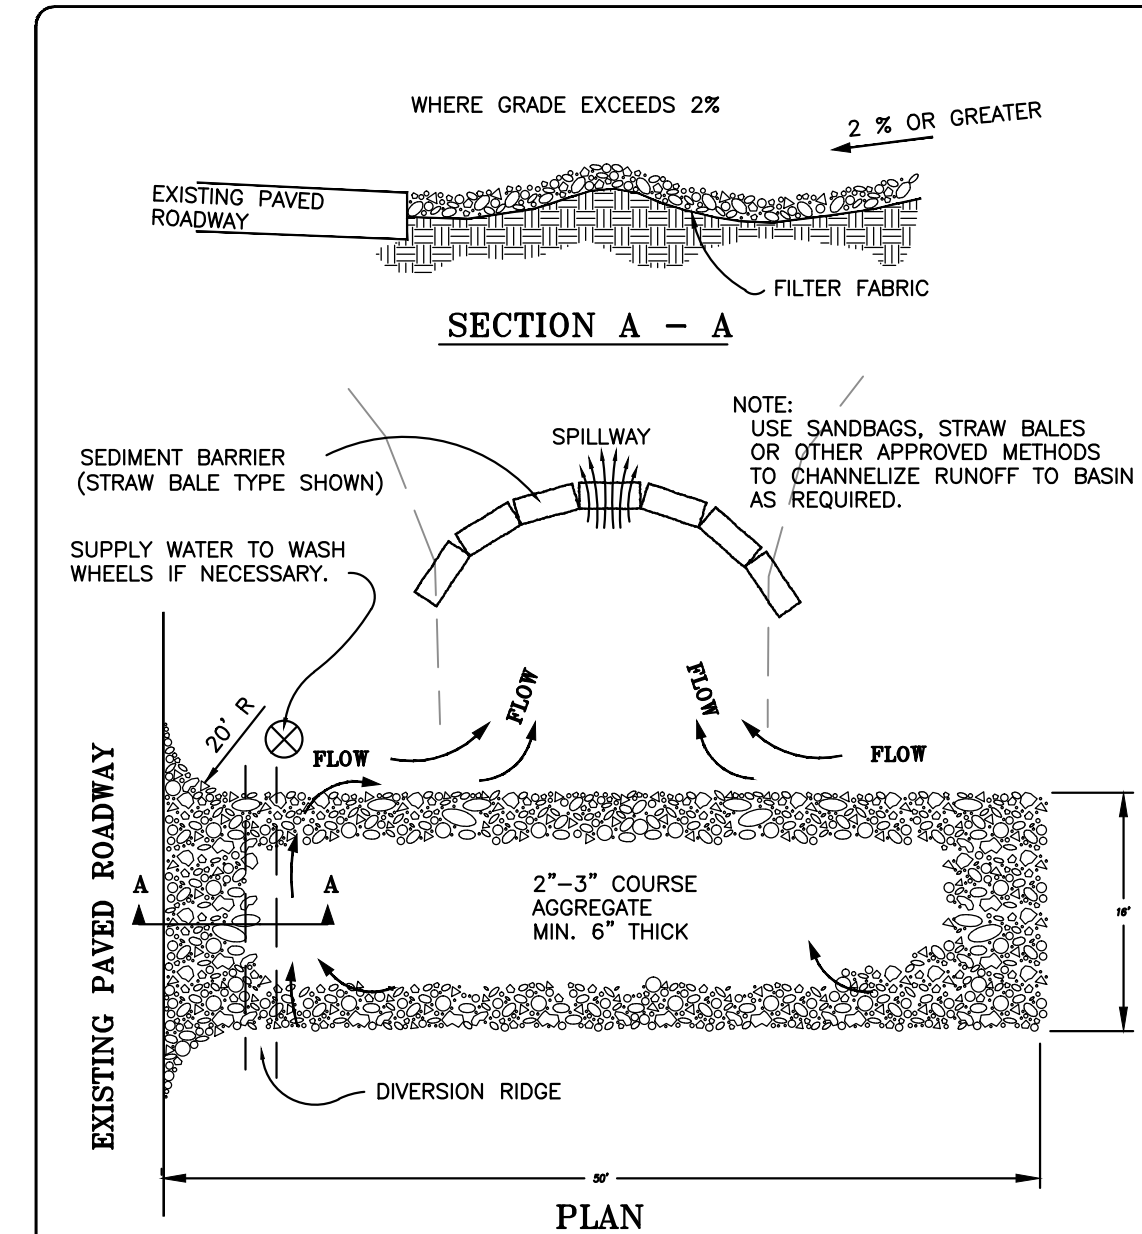 WHERE GRADE EXCEEDS 2%
2 % OR GREATER
EXISTING PAVED
ROADWAY
FILTER FABRIC
SECTION A - A
NOTE:
USE SANDBAGS, STRAW BALES
OR OTHER APPROVED METHODS
TO CHANNELIZE RUNOFF TO BASIN
AS REQUIRED.
SPILLWAY
SEDIMENT BARRIER
(STRAW BALE TYPE SHOWN)
SUPPLY WATER TO WASH
WHEELS IF NECESSARY.
20' R
FLOW
FLOW
FLOW
FLOW
EXISTING PAVED ROADWAY
A
A
2"-3" COURSE
AGGREGATE
MIN. 6" THICK
16'
DIVERSION RIDGE
50'
PLAN